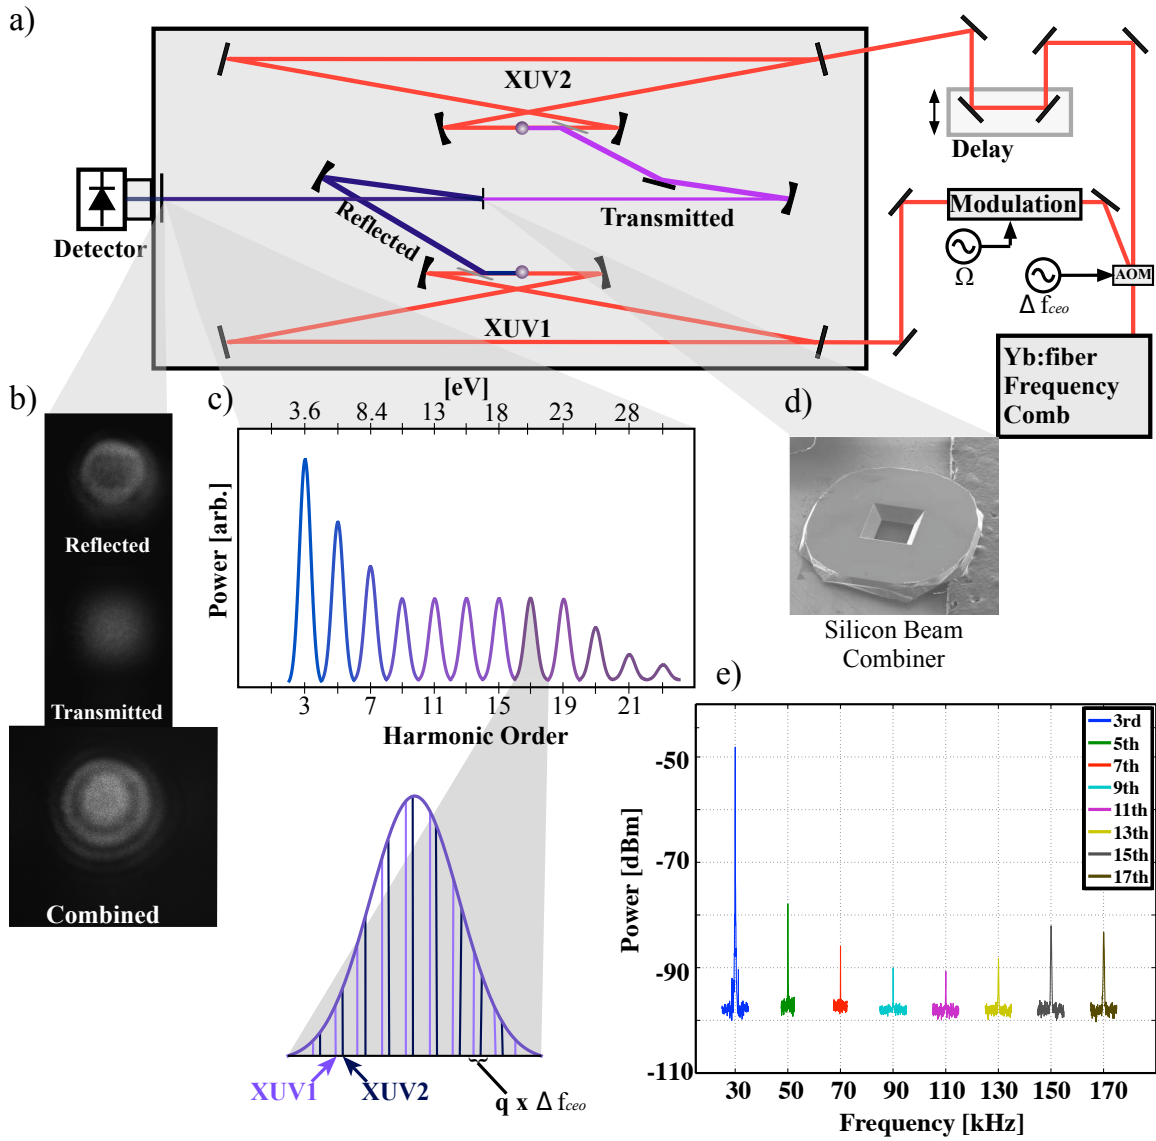 a)
XUV2
Delay
Detector
Reflected
Transmitted
Modulation
Ω
AOM
Δ fceo
XUV1
Yb:fiber
Frequency
Comb
b)
Reflected
Transmitted
Combined
c)
[eV]
3.6 8.4 13 18 23 28
Power [arb.]
3 7 11 15 19 21
Harmonic Order
XUV1 XUV2
q x Δ fceo
d)
Silicon Beam
Combiner
e)
3rd
5th
7th
9th
11th
13th
15th
17th
Power [dBm]
-50
-70
-90
-110
30 50 70 90 110 130 150 170
Frequency [kHz]